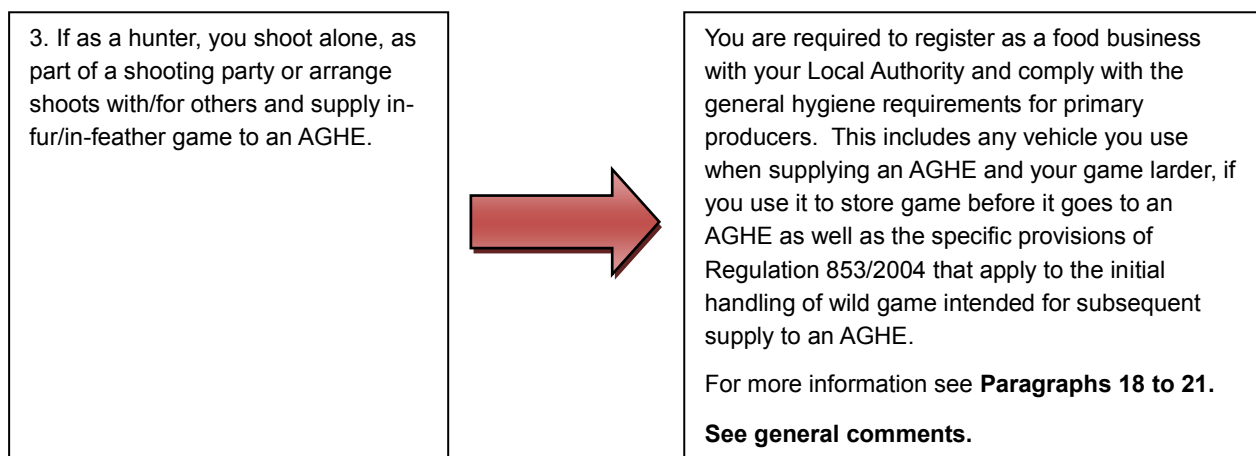 3. If as a hunter, you shoot alone, as
part of a shooting party or arrange
shoots with/for others and supply in-
fur/in-feather game to an AGHE.
You are required to register as a food business
with your Local Authority and comply with the
general hygiene requirements for primary
producers.  This includes any vehicle you use
when supplying an AGHE and your game larder, if
you use it to store game before it goes to an
AGHE as well as the specific provisions of
Regulation 853/2004 that apply to the initial
handling of wild game intended for subsequent
supply to an AGHE.
For more information see Paragraphs 18 to 21.
See general comments.